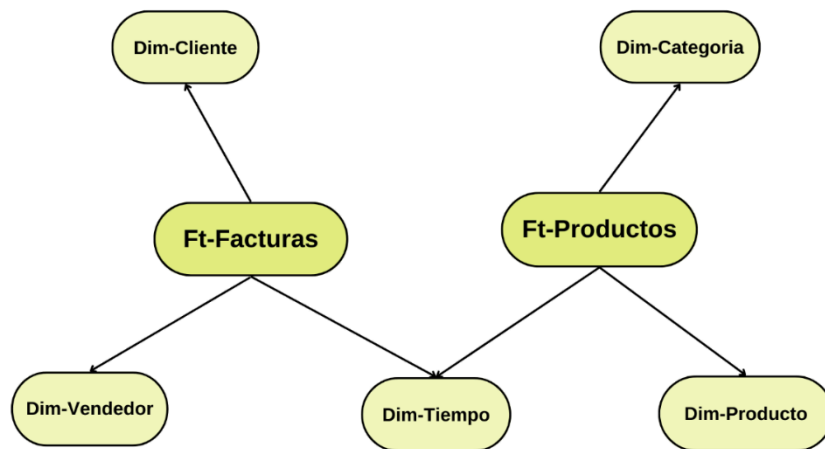 Dim-Cliente
Dim-Categoria
Ft-Facturas
Ft-Productos
Dim-Vendedor
Dim-Tiempo
Dim-Producto